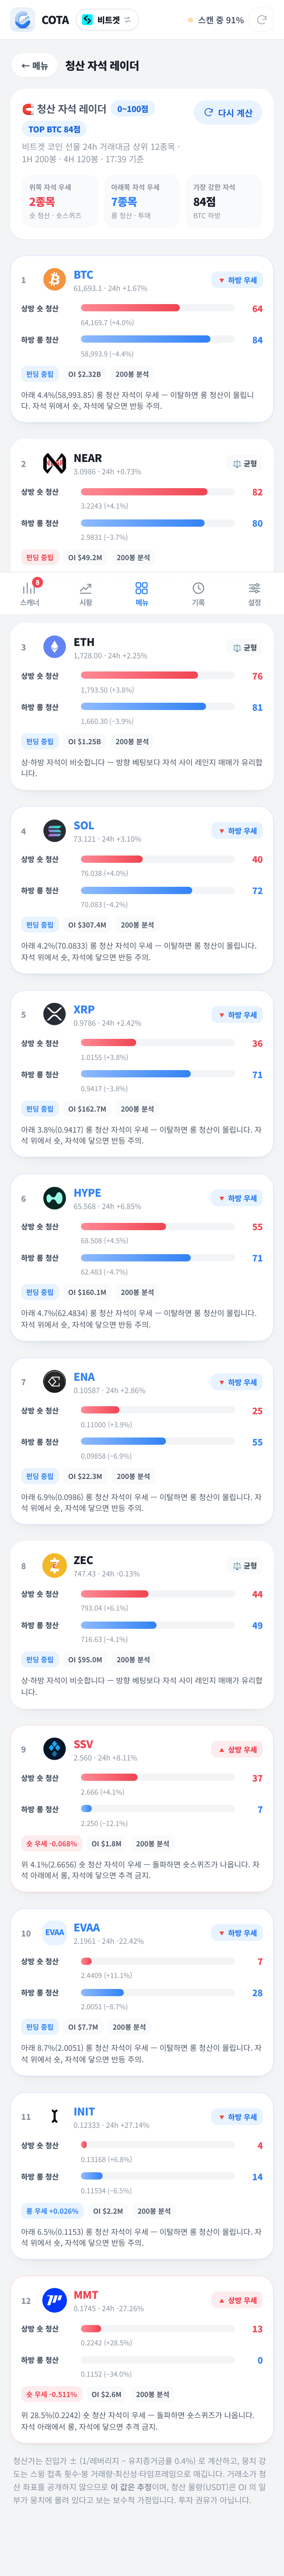 COTA 비트겟 스캔 중 91%
← 메뉴 청산 자석 레이더
청산 자석 레이더 0~100점
TOP BTC 84점
다시 계산
비트겟 코인 선물 24h 거래대금 상위 12종목 ·
1H 200봉 · 4H 120봉 · 17:39 기준
위쪽 자석 우세 아래쪽 자석 우세 가장 강한 자석
2종목 7종목 84점
숏 청산 · 숏스퀴즈 롱 청산 · 투매 BTC 하방
1 BTC ▼ 하방 우세
61,693.1 · 24h +1.67%
상방 숏 청산 64
64,169.7 (+4.0%)
하방 롱 청산 84
58,993.9 (−4.4%)
펀딩 중립 OI $2.32B 200봉 분석
아래 4.4%(58,993.85) 롱 청산 자석이 우세 — 이탈하면 롱 청산이 몰립니
다. 자석 위에서 숏, 자석에 닿으면 반등 주의.
2 NEAR 균형
3.0986 · 24h +0.73%
상방 숏 청산 82
3.2243 (+4.1%)
하방 롱 청산 80
2.9831 (−3.7%)
펀딩 중립 OI $49.2M 200봉 분석
8
스캐너 시황 메뉴 기록 설정
3 ETH 균형
1,728.00 · 24h +2.25%
상방 숏 청산 76
1,793.50 (+3.8%)
하방 롱 청산 81
1,660.30 (−3.9%)
펀딩 중립 OI $1.25B 200봉 분석
상·하방 자석이 비슷합니다 — 방향 베팅보다 자석 사이 레인지 매매가 유리합
니다.
4 SOL ▼ 하방 우세
73.121 · 24h +3.10%
상방 숏 청산 40
76.038 (+4.0%)
하방 롱 청산 72
70.083 (−4.2%)
펀딩 중립 OI $307.4M 200봉 분석
아래 4.2%(70.0833) 롱 청산 자석이 우세 — 이탈하면 롱 청산이 몰립니다.
자석 위에서 숏, 자석에 닿으면 반등 주의.
5 XRP ▼ 하방 우세
0.9786 · 24h +2.42%
상방 숏 청산 36
1.0155 (+3.8%)
하방 롱 청산 71
0.9417 (−3.8%)
펀딩 중립 OI $162.7M 200봉 분석
아래 3.8%(0.9417) 롱 청산 자석이 우세 — 이탈하면 롱 청산이 몰립니다. 자
석 위에서 숏, 자석에 닿으면 반등 주의.
6 HYPE ▼ 하방 우세
65.568 · 24h +6.85%
상방 숏 청산 55
68.508 (+4.5%)
하방 롱 청산 71
62.483 (−4.7%)
펀딩 중립 OI $160.1M 200봉 분석
아래 4.7%(62.4834) 롱 청산 자석이 우세 — 이탈하면 롱 청산이 몰립니다.
자석 위에서 숏, 자석에 닿으면 반등 주의.
7 ENA ▼ 하방 우세
0.10587 · 24h +2.86%
상방 숏 청산 25
0.11000 (+3.9%)
하방 롱 청산 55
0.09858 (−6.9%)
펀딩 중립 OI $22.3M 200봉 분석
아래 6.9%(0.0986) 롱 청산 자석이 우세 — 이탈하면 롱 청산이 몰립니다. 자
석 위에서 숏, 자석에 닿으면 반등 주의.
8 ZEC 균형
747.43 · 24h -0.13%
상방 숏 청산 44
793.04 (+6.1%)
하방 롱 청산 49
716.63 (−4.1%)
펀딩 중립 OI $95.0M 200봉 분석
상·하방 자석이 비슷합니다 — 방향 베팅보다 자석 사이 레인지 매매가 유리합
니다.
9 SSV ▲ 상방 우세
2.560 · 24h +8.11%
상방 숏 청산 37
2.666 (+4.1%)
하방 롱 청산 7
2.250 (−12.1%)
숏 우세 -0.068% OI $1.8M 200봉 분석
위 4.1%(2.6656) 숏 청산 자석이 우세 — 돌파하면 숏스퀴즈가 나옵니다. 자
석 아래에서 롱, 자석에 닿으면 추격 금지.
10 EVAA EVAA ▼ 하방 우세
2.1961 · 24h -22.42%
상방 숏 청산 7
2.4409 (+11.1%)
하방 롱 청산 28
2.0051 (−8.7%)
펀딩 중립 OI $7.7M 200봉 분석
아래 8.7%(2.0051) 롱 청산 자석이 우세 — 이탈하면 롱 청산이 몰립니다. 자
석 위에서 숏, 자석에 닿으면 반등 주의.
11 INIT ▼ 하방 우세
0.12333 · 24h +27.14%
상방 숏 청산 4
0.13168 (+6.8%)
하방 롱 청산 14
0.11534 (−6.5%)
롱 우세 +0.026% OI $2.2M 200봉 분석
아래 6.5%(0.1153) 롱 청산 자석이 우세 — 이탈하면 롱 청산이 몰립니다. 자
석 위에서 숏, 자석에 닿으면 반등 주의.
12 MMT ▲ 상방 우세
0.1745 · 24h -27.26%
상방 숏 청산 13
0.2242 (+28.5%)
하방 롱 청산 0
0.1152 (−34.0%)
숏 우세 -0.511% OI $2.6M 200봉 분석
위 28.5%(0.2242) 숏 청산 자석이 우세 — 돌파하면 숏스퀴즈가 나옵니다.
자석 아래에서 롱, 자석에 닿으면 추격 금지.
청산가는 진입가 ± (1/레버리지 − 유지증거금률 0.4%) 로 계산하고, 뭉치 강
도는 스윙 접촉 횟수·봉 거래량·최신성·타임프레임으로 매깁니다. 거래소가 청
산 좌표를 공개하지 않으므로 이 값은 추정이며, 청산 물량(USDT)은 OI 의 일
부가 뭉치에 몰려 있다고 보는 보수적 가정입니다. 투자 권유가 아닙니다.